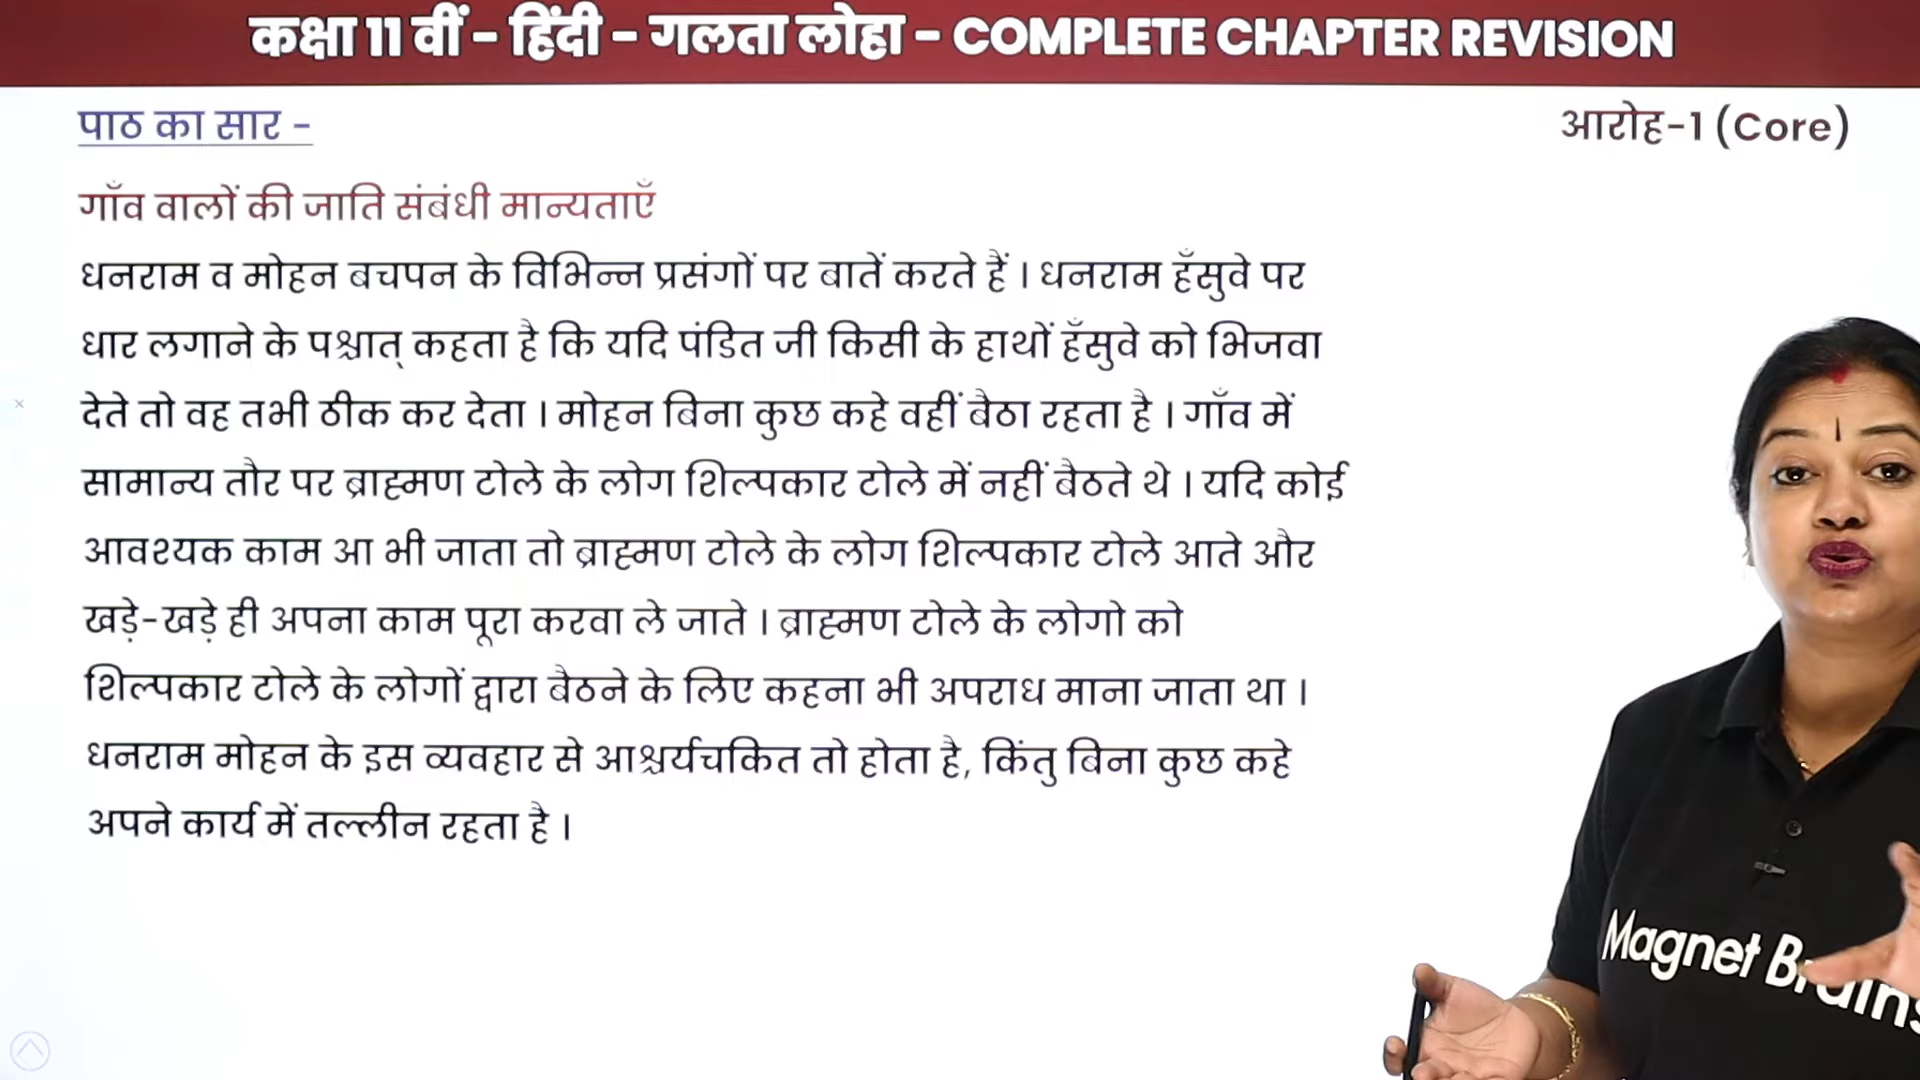 कक्षा 11 वीं - हिंदी - गलता लोहा - COMPLETE CHAPTER REVISION
पाठ का सार -
आरोह-1 (Core)
गाँव वालों की जाति संबंधी मान्यताएँ
धनराम व मोहन बचपन के विभिन्न प्रसंगों पर बातें करते हैं । धनराम हँसुवे पर
धार लगाने के पश्चात् कहता है कि यदि पंडित जी किसी के हाथों हँसुवे को भिजवा
देते तो वह तभी ठीक कर देता । मोहन बिना कुछ कहे वहीं बैठा रहता है । गाँव में
सामान्य तौर पर ब्राह्मण टोले के लोग शिल्पकार टोले में नहीं बैठते थे । यदि कोई
आवश्यक काम आ भी जाता तो ब्राह्मण टोले के लोग शिल्पकार टोले आते और
खड़े-खड़े ही अपना काम पूरा करवा ले जाते । ब्राह्मण टोले के लोगो को
शिल्पकार टोले के लोगों द्वारा बैठने के लिए कहना भी अपराध माना जाता था ।
धनराम मोहन के इस व्यवहार से आश्चर्यचकित तो होता है, किंतु बिना कुछ कहे
अपने कार्य में तल्लीन रहता है ।
Magnet Brains